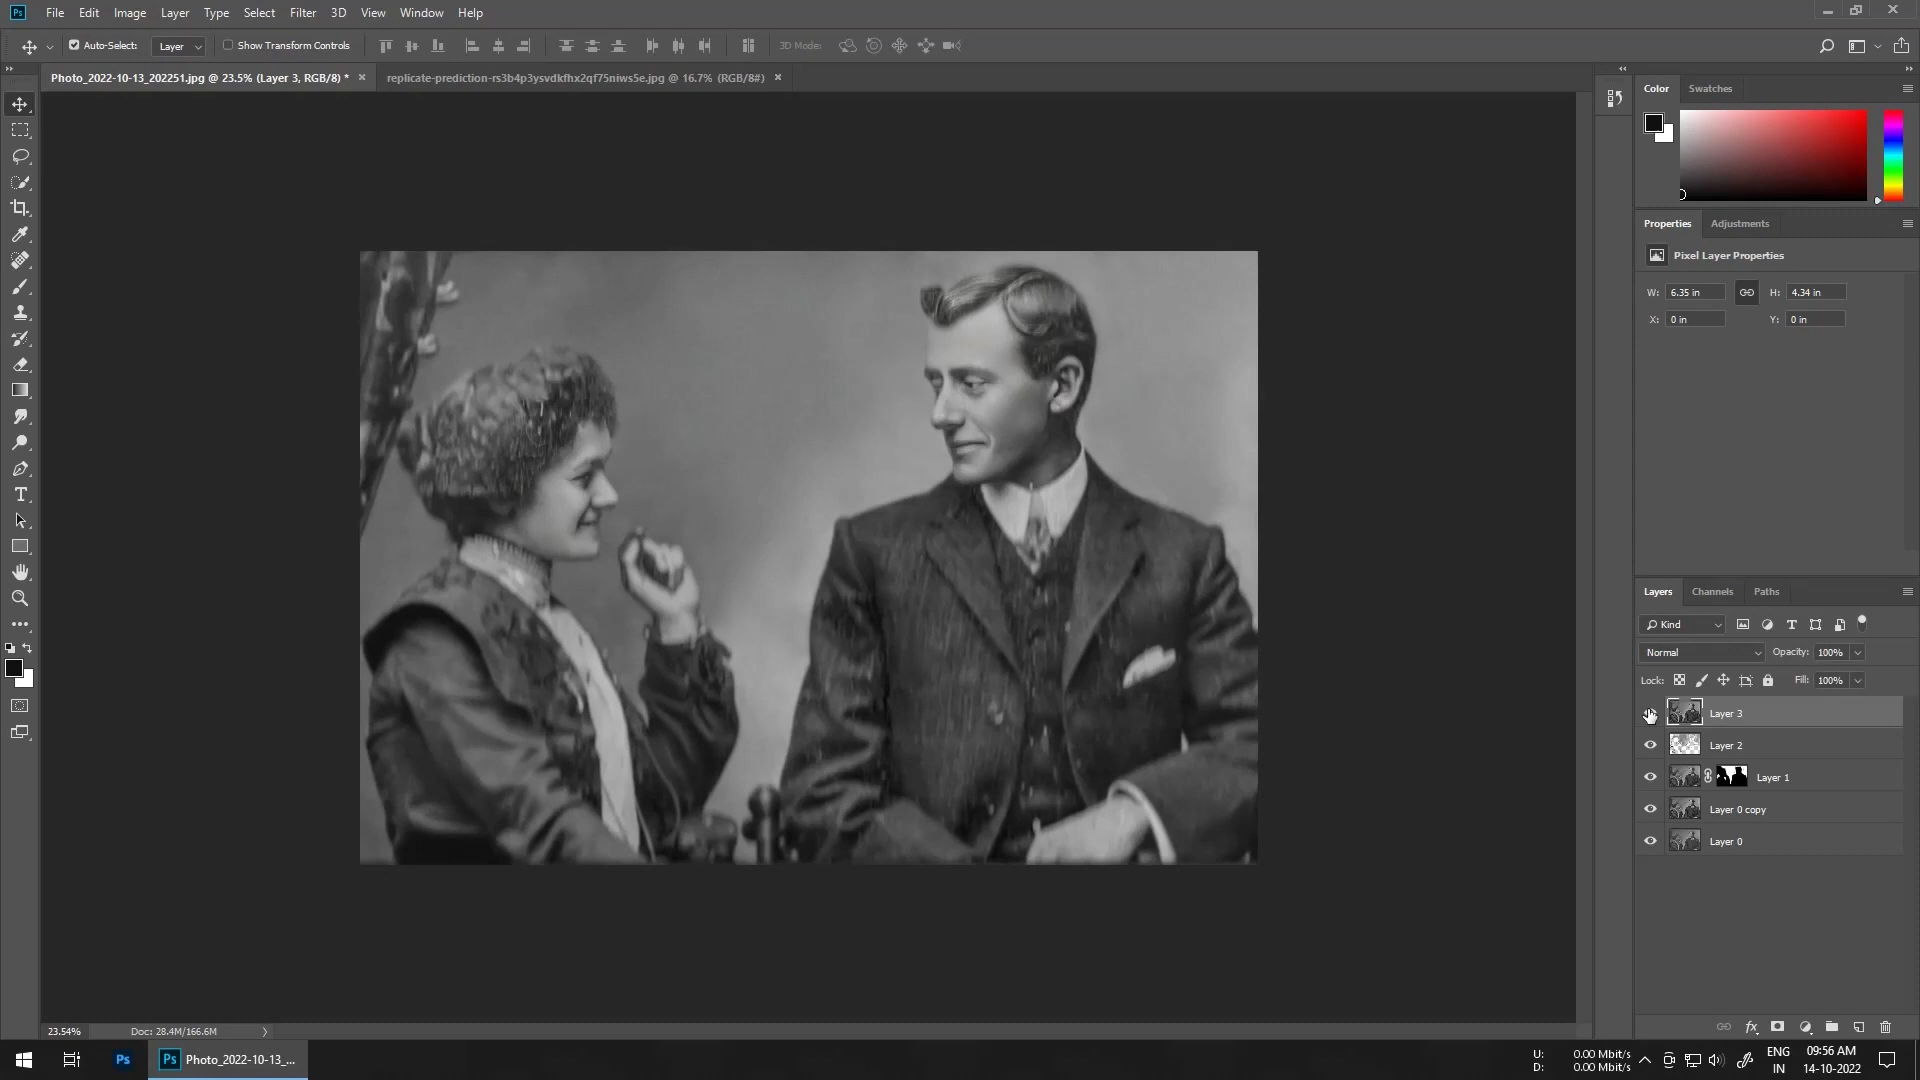 Ps File Edit Image Layer Type Select Filter 3D View Window Help
Auto-Select: Layer Show Transform Controls 3D Mode:
Photo_2022-10-13_202251.jpg @ 23.5% (Layer 3, RGB/8) * × replicate-prediction-rs3b4p3ysvdkfhx2qf75niws5e.jpg @ 16.7% (RGB/8#) ×
Color Swatches
Properties Adjustments
Pixel Layer Properties
W: 6.35 in H: 4.34 in
X: 0 in Y: 0 in
Layers Channels Paths
Kind
Normal Opacity: 100%
Lock: Fill: 100%
Layer 3
Layer 2
Layer 1
Layer 0 copy
Layer 0
fx
23.54% Doc: 28.4M/166.6M
Ps Ps Photo_2022-10-13_...
U: 0.00 Mbit/s
D: 0.00 Mbit/s
ENG
IN
09:56 AM
14-10-2022